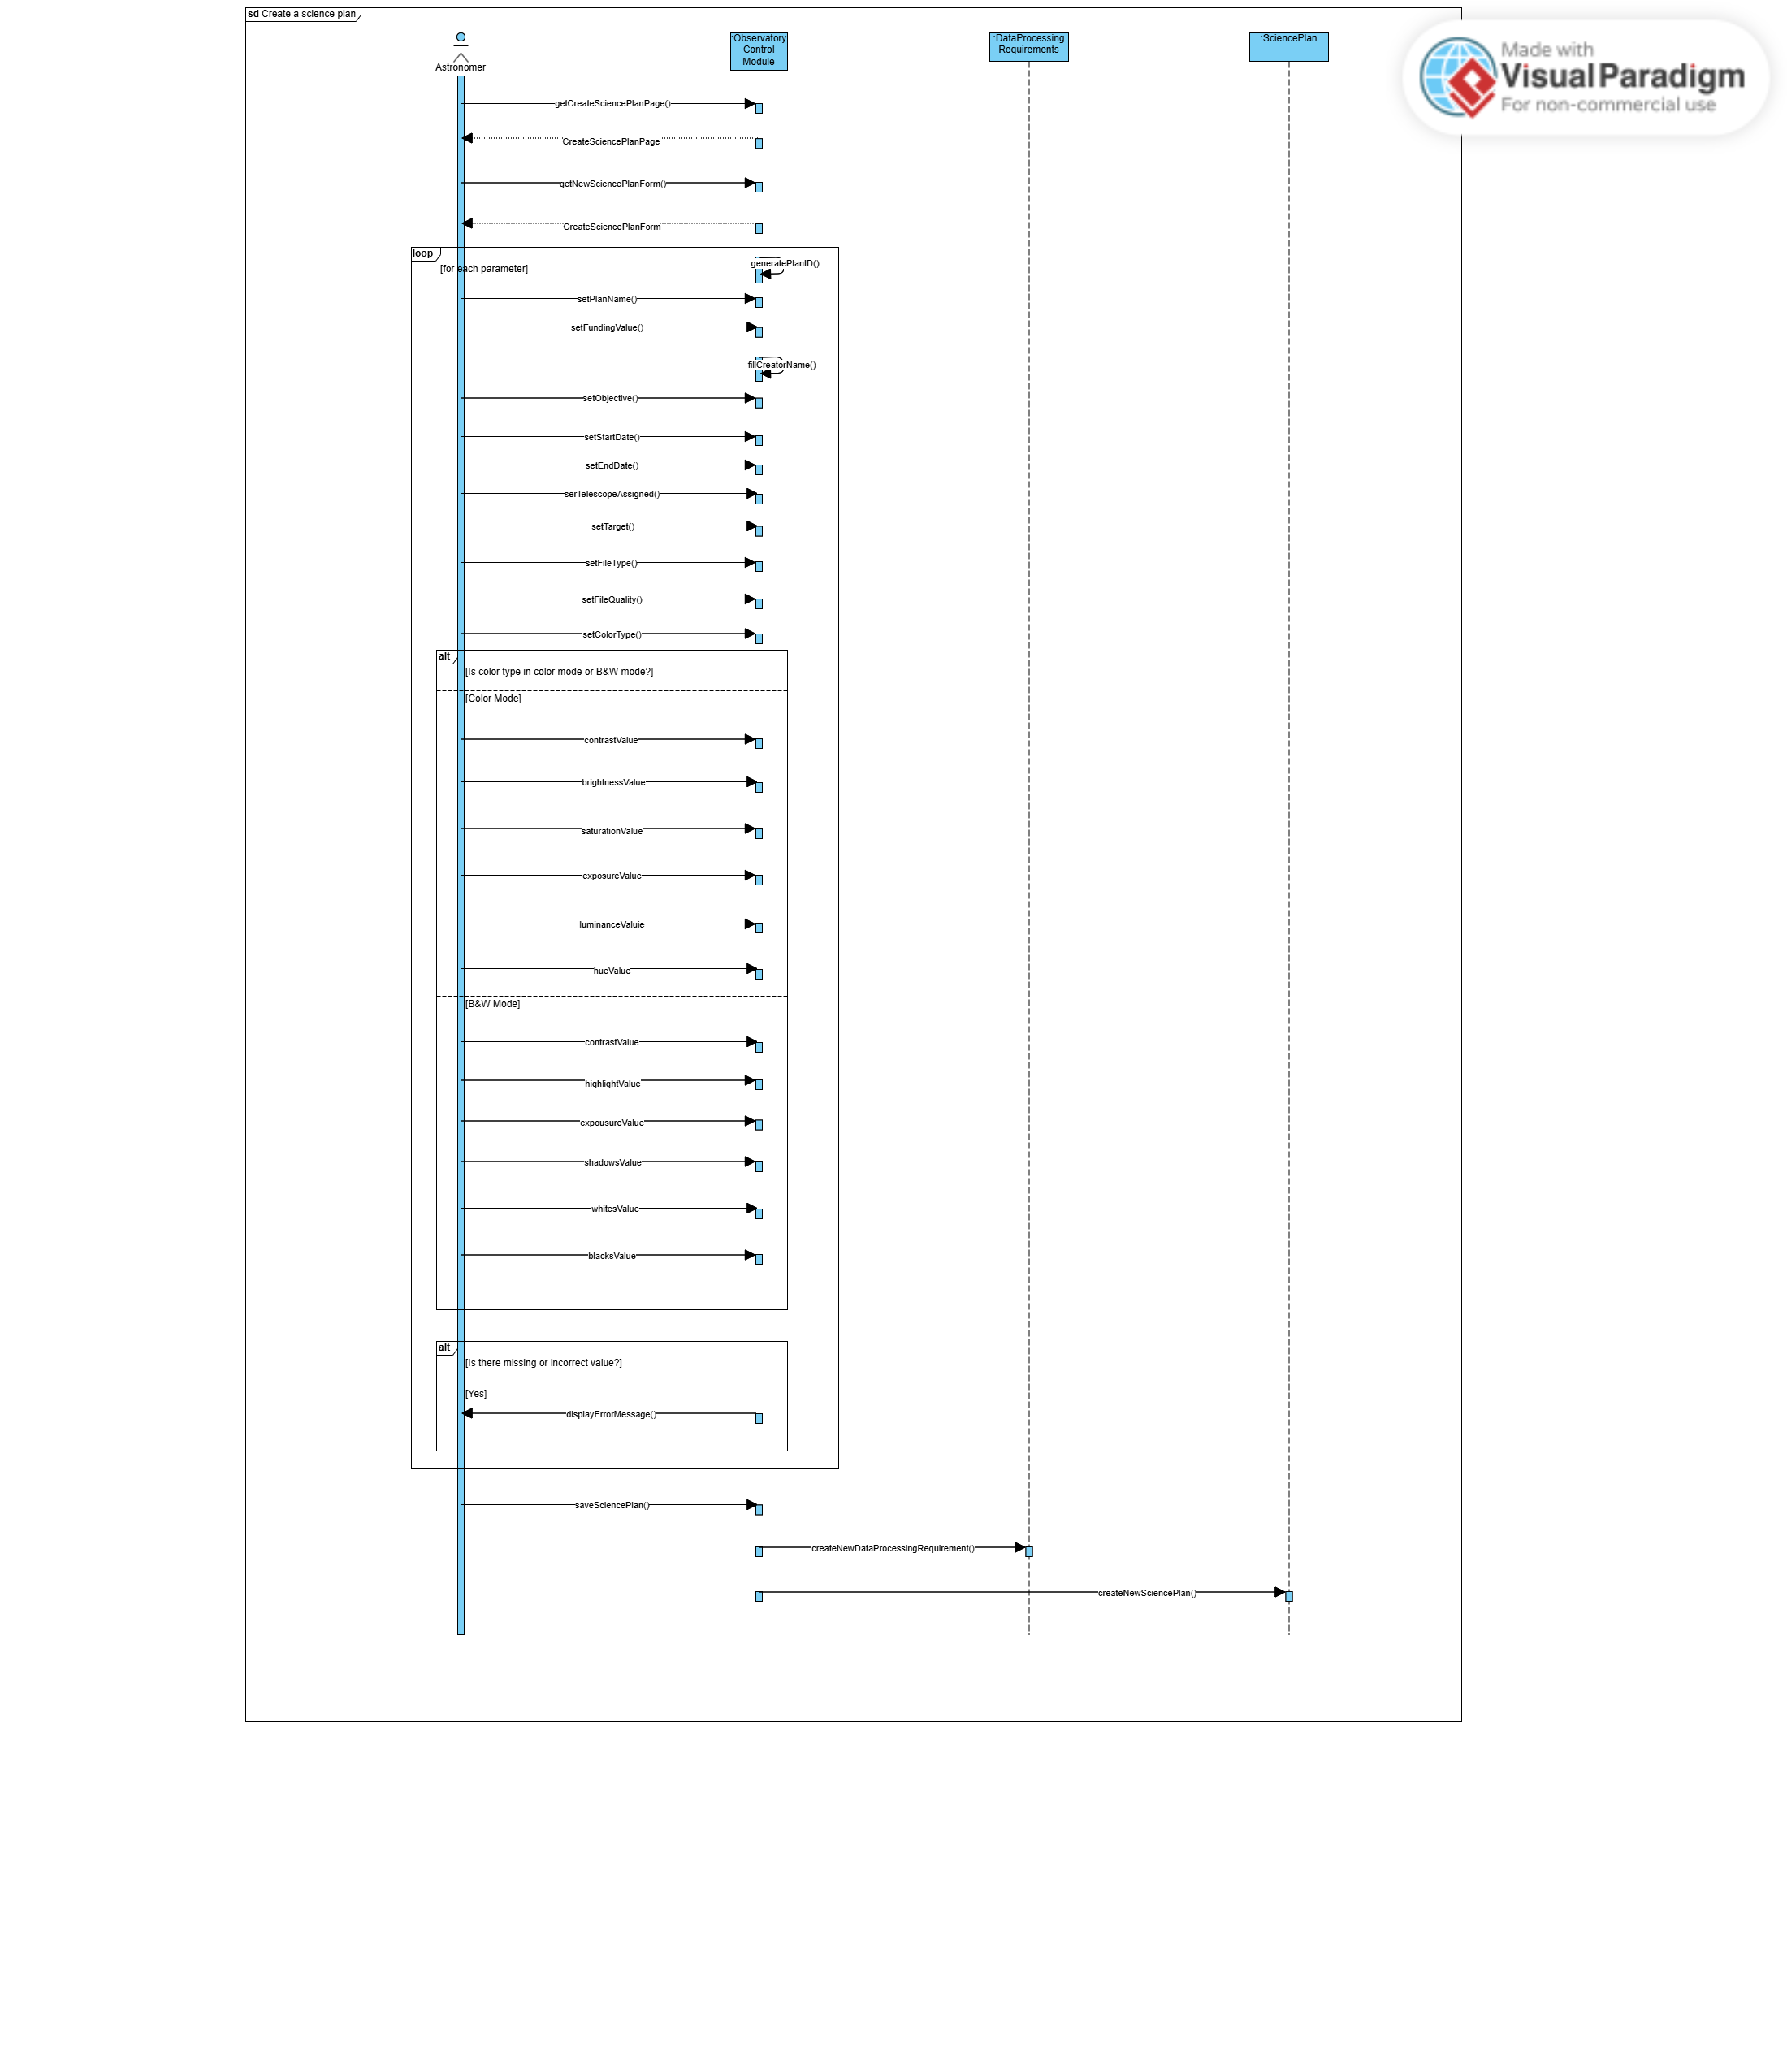 sd Create a science plan
Made with
Visual Paradigm
For non-commercial use
Astronomer
:Observatory
Control
Module
:DataProcessing
Requirements
:SciencePlan
getCreateSciencePlanPage()
CreateSciencePlanPage
getNewSciencePlanForm()
CreateSciencePlanForm
loop
[for each parameter]
generatePlanID()
setPlanName()
setFundingValue()
fillCreatorName()
setObjective()
setStartDate()
setEndDate()
serTelescopeAssigned()
setTarget()
setFileType()
setFileQuality()
setColorType()
alt
[Is color type in color mode or B&W mode?]
[Color Mode]
contrastValue
brightnessValue
saturationValue
exposureValue
luminanceValuie
hueValue
[B&W Mode]
contrastValue
highlightValue
expousureValue
shadowsValue
whitesValue
blacksValue
alt
[Is there missing or incorrect value?]
[Yes]
displayErrorMessage()
saveSciencePlan()
createNewDataProcessingRequirement()
createNewSciencePlan()